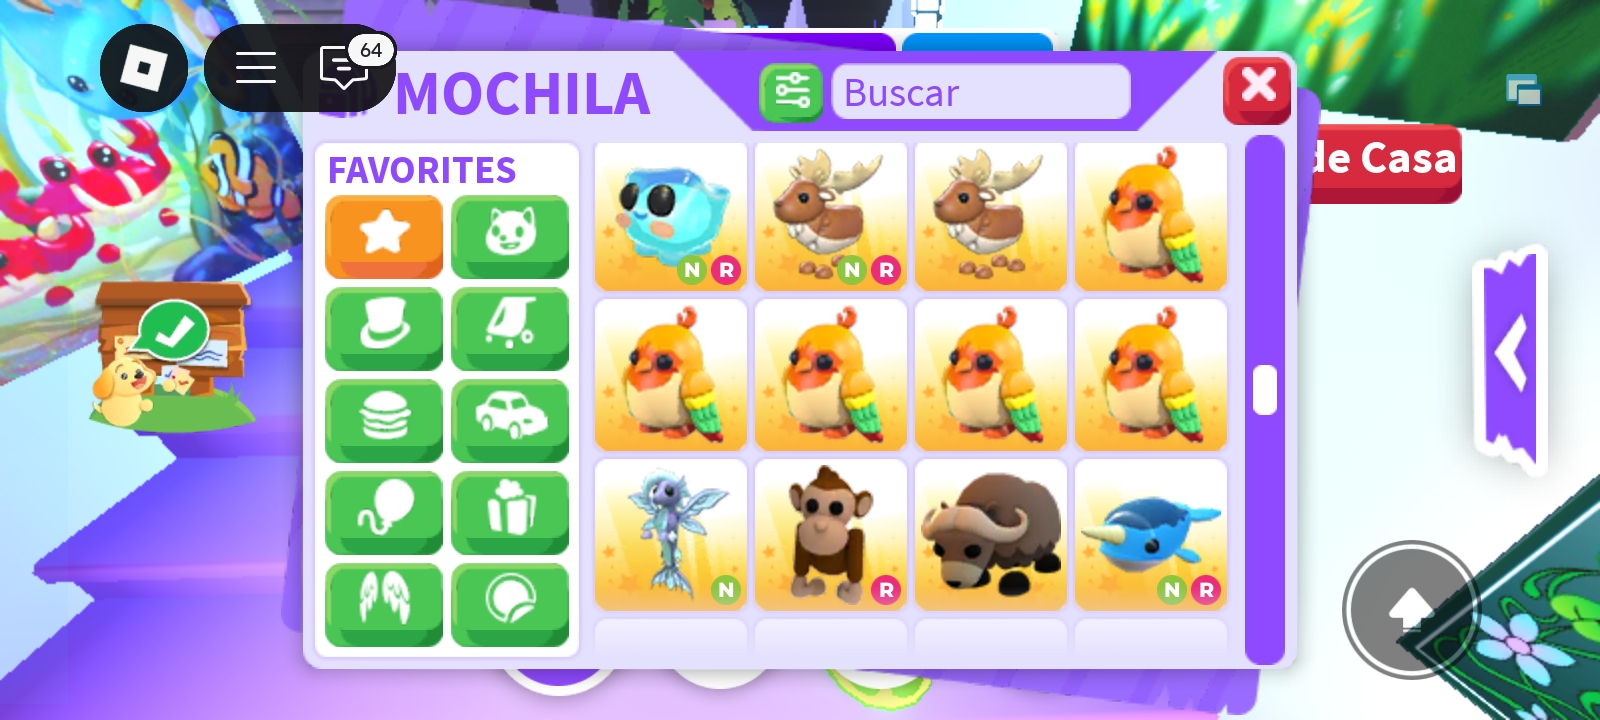 64
MOCHILA
Buscar
de Casa
FAVORITES
N R
N R
N
R
N R